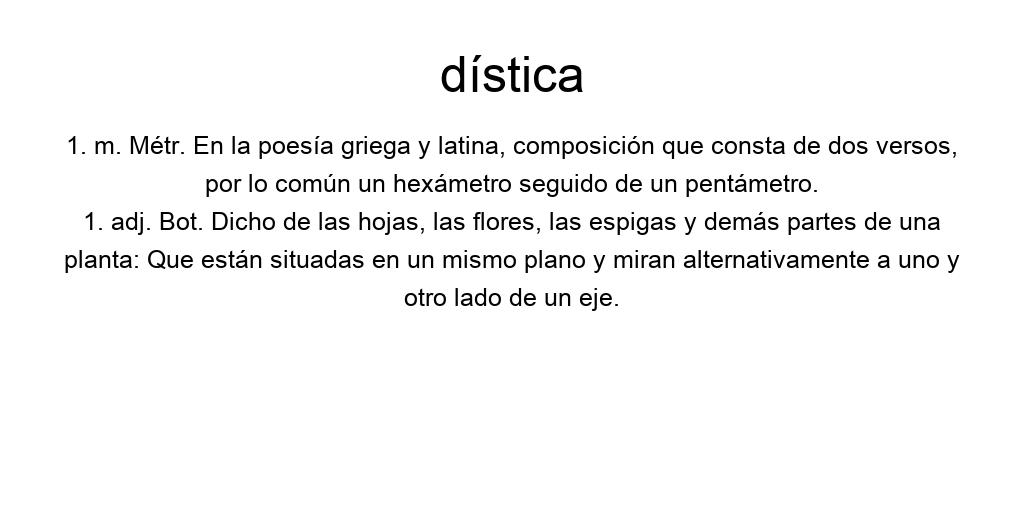 dística
1. m. Métr. En la poesía griega y latina, composición que consta de dos versos,
por lo común un hexámetro seguido de un pentámetro.
1. adj. Bot. Dicho de las hojas, las flores, las espigas y demás partes de una
planta: Que están situadas en un mismo plano y miran alternativamente a uno y
otro lado de un eje.